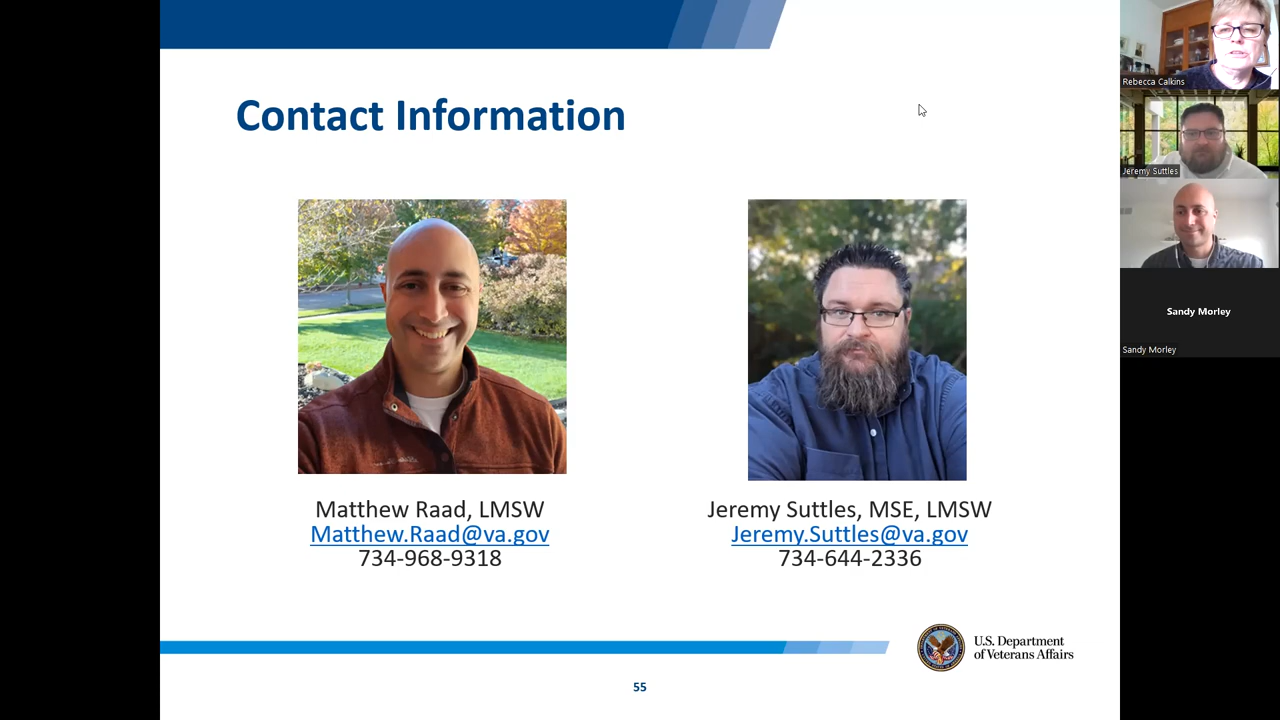 Contact Information
Matthew Raad, LMSW
Matthew.Raad@va.gov
734-968-9318
Jeremy Suttles, MSE, LMSW
Jeremy.Suttles@va.gov
734-644-2336
U.S. Department
of Veterans Affairs
55
Rebecca Calkins
Jeremy Suttles
Sandy Morley
Sandy Morley